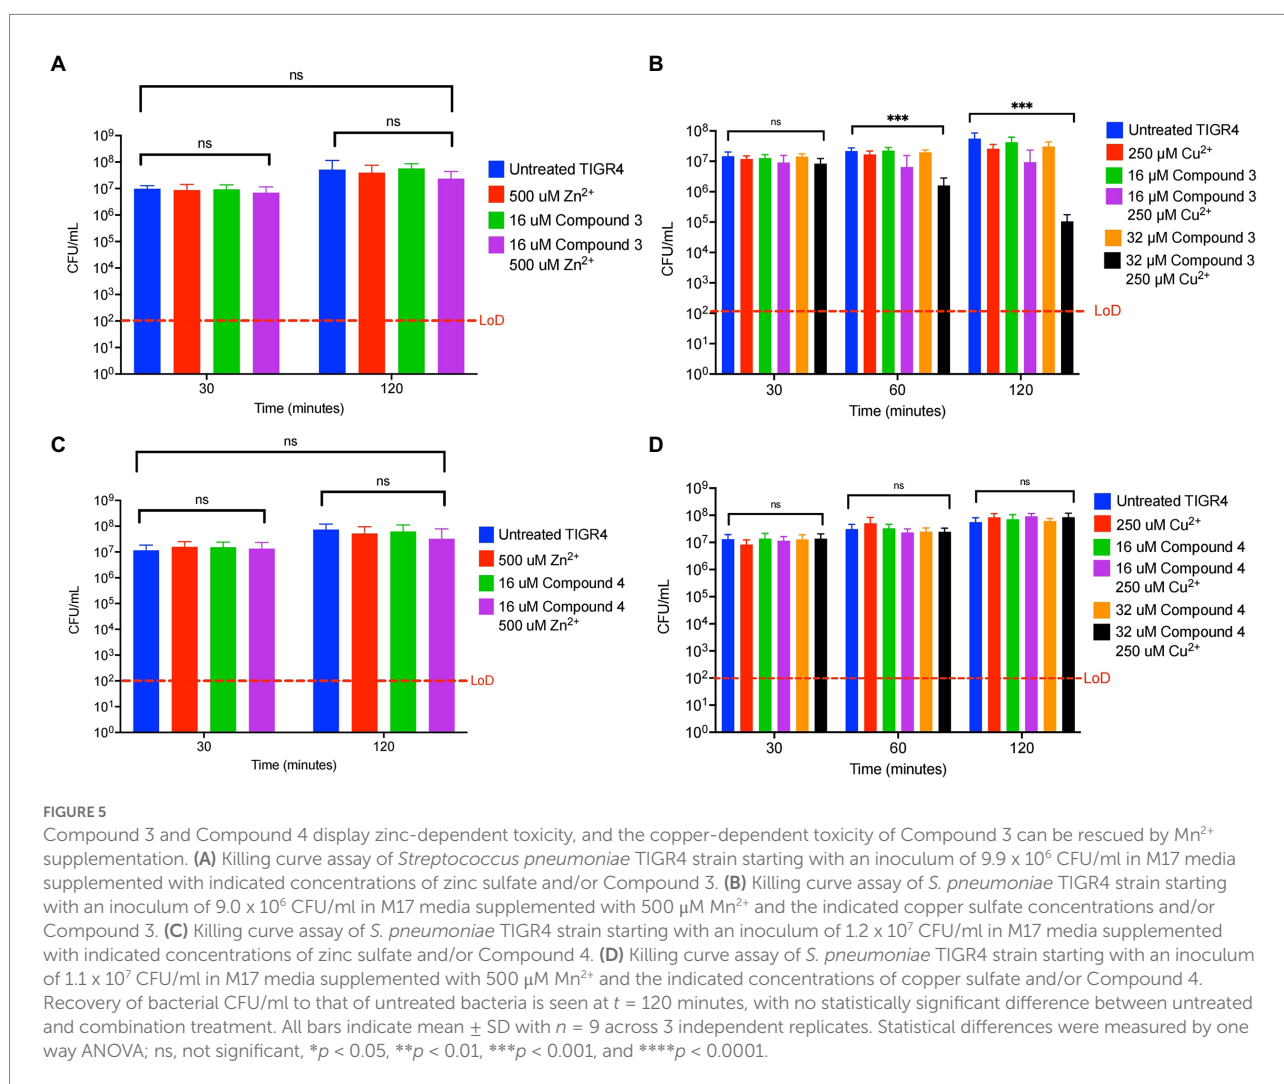 A
ns
ns
ns
10⁹
10⁸
10⁷
10⁶
10⁵
10⁴
10³
10²
10¹
10⁰
CFU/mL
LoD
30
120
Time (minutes)
Untreated TIGR4
500 uM Zn²⁺
16 uM Compound 3
16 uM Compound 3
500 uM Zn²⁺
B
ns
***
***
10⁸
10⁷
10⁶
10⁵
10⁴
10³
10²
10¹
10⁰
CFU/mL
LoD
30
60
120
Time (minutes)
Untreated TIGR4
250 µM Cu²⁺
16 µM Compound 3
16 µM Compound 3
250 µM Cu²⁺
32 µM Compound 3
32 µM Compound 3
250 µM Cu²⁺
C
ns
ns
ns
10⁹
10⁸
10⁷
10⁶
10⁵
10⁴
10³
10²
10¹
10⁰
CFU/mL
LoD
30
120
Time (minutes)
Untreated TIGR4
500 uM Zn²⁺
16 uM Compound 4
16 uM Compound 4
500 uM Zn²⁺
D
ns
ns
ns
10⁹
10⁸
10⁷
10⁶
10⁵
10⁴
10³
10²
10¹
10⁰
CFU/mL
LoD
30
60
120
Time (minutes)
Untreated TIGR4
250 uM Cu²⁺
16 uM Compound 4
16 uM Compound 4
250 uM Cu²⁺
32 uM Compound 4
32 uM Compound 4
250 uM Cu²⁺
FIGURE 5
Compound 3 and Compound 4 display zinc-dependent toxicity, and the copper-dependent toxicity of Compound 3 can be rescued by Mn²⁺
supplementation. (A) Killing curve assay of Streptococcus pneumoniae TIGR4 strain starting with an inoculum of 9.9 x 10⁶ CFU/ml in M17 media
supplemented with indicated concentrations of zinc sulfate and/or Compound 3. (B) Killing curve assay of S. pneumoniae TIGR4 strain starting
with an inoculum of 9.0 x 10⁶ CFU/ml in M17 media supplemented with 500 µM Mn²⁺ and the indicated copper sulfate concentrations and/or
Compound 3. (C) Killing curve assay of S. pneumoniae TIGR4 strain starting with an inoculum of 1.2 x 10⁷ CFU/ml in M17 media supplemented
with indicated concentrations of zinc sulfate and/or Compound 4. (D) Killing curve assay of S. pneumoniae TIGR4 strain starting with an inoculum
of 1.1 x 10⁷ CFU/ml in M17 media supplemented with 500 µM Mn²⁺ and the indicated concentrations of copper sulfate and/or Compound 4.
Recovery of bacterial CFU/ml to that of untreated bacteria is seen at t = 120 minutes, with no statistically significant difference between untreated
and combination treatment. All bars indicate mean ± SD with n = 9 across 3 independent replicates. Statistical differences were measured by one
way ANOVA; ns, not significant, *p < 0.05, **p < 0.01, ***p < 0.001, and ****p < 0.0001.